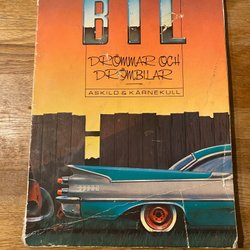 BIL
DRÖMMAR OCH
DRÖMBILAR
ASKILD & KÄRNEKULL